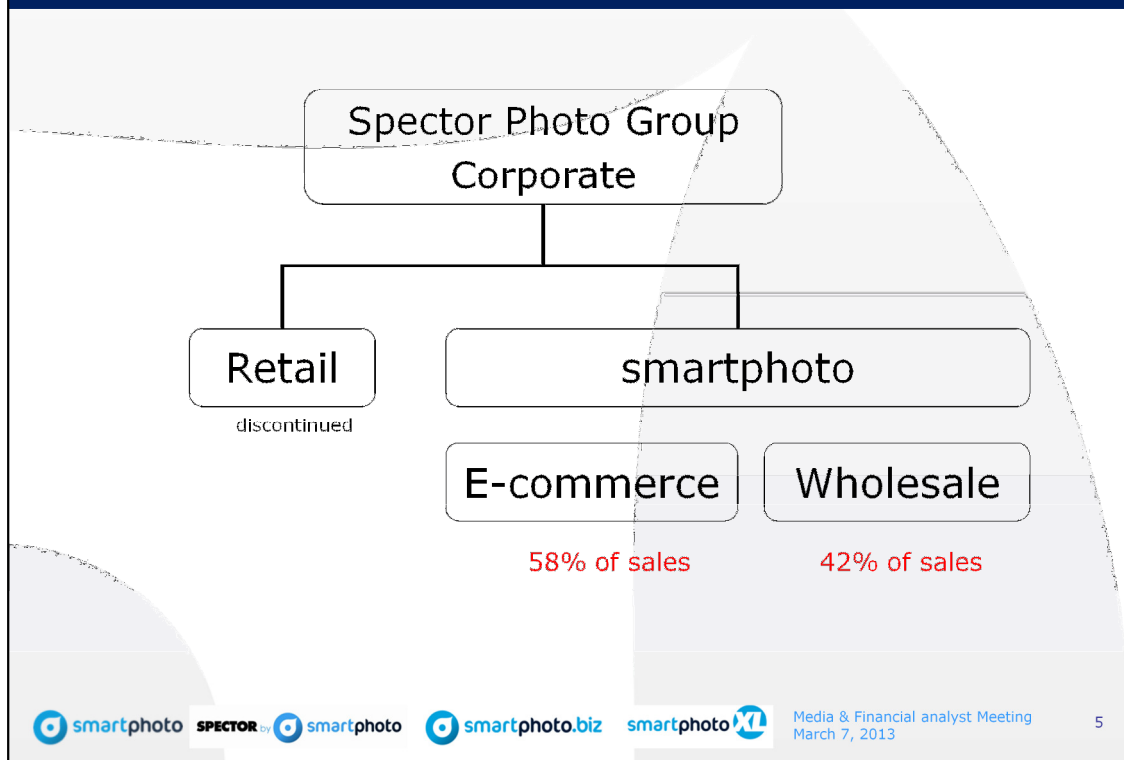 Spector Photo Group
Corporate
Retail
smartphoto
discontinued
E-commerce
Wholesale
58% of sales
42% of sales
smartphoto
SPECTOR by smartphoto
smartphoto.biz
smartphoto XL
Media & Financial analyst Meeting
March 7, 2013
5